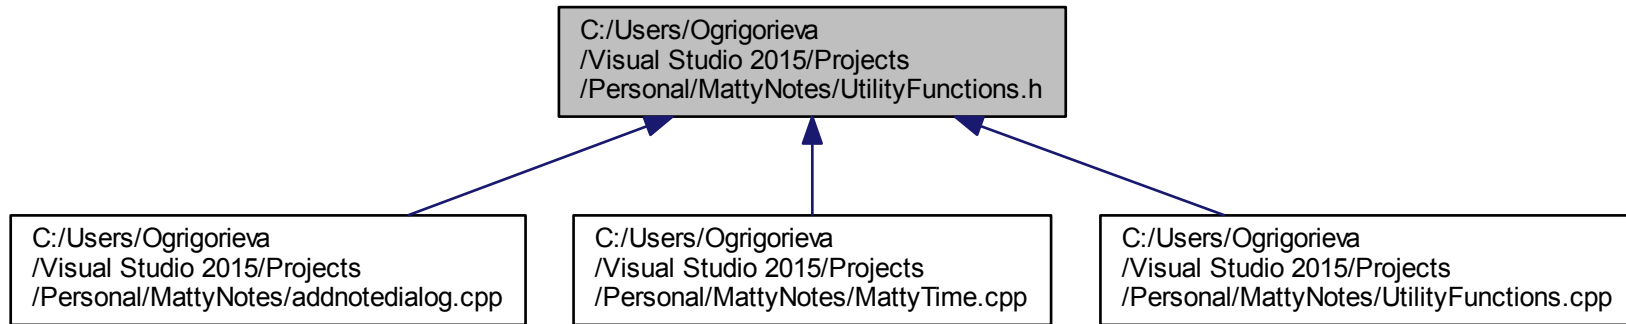 C:/Users/Ogrigorieva
/Visual Studio 2015/Projects
/Personal/MattyNotes/UtilityFunctions.h
C:/Users/Ogrigorieva
/Visual Studio 2015/Projects
/Personal/MattyNotes/addnotedialog.cpp
C:/Users/Ogrigorieva
/Visual Studio 2015/Projects
/Personal/MattyNotes/MattyTime.cpp
C:/Users/Ogrigorieva
/Visual Studio 2015/Projects
/Personal/MattyNotes/UtilityFunctions.cpp